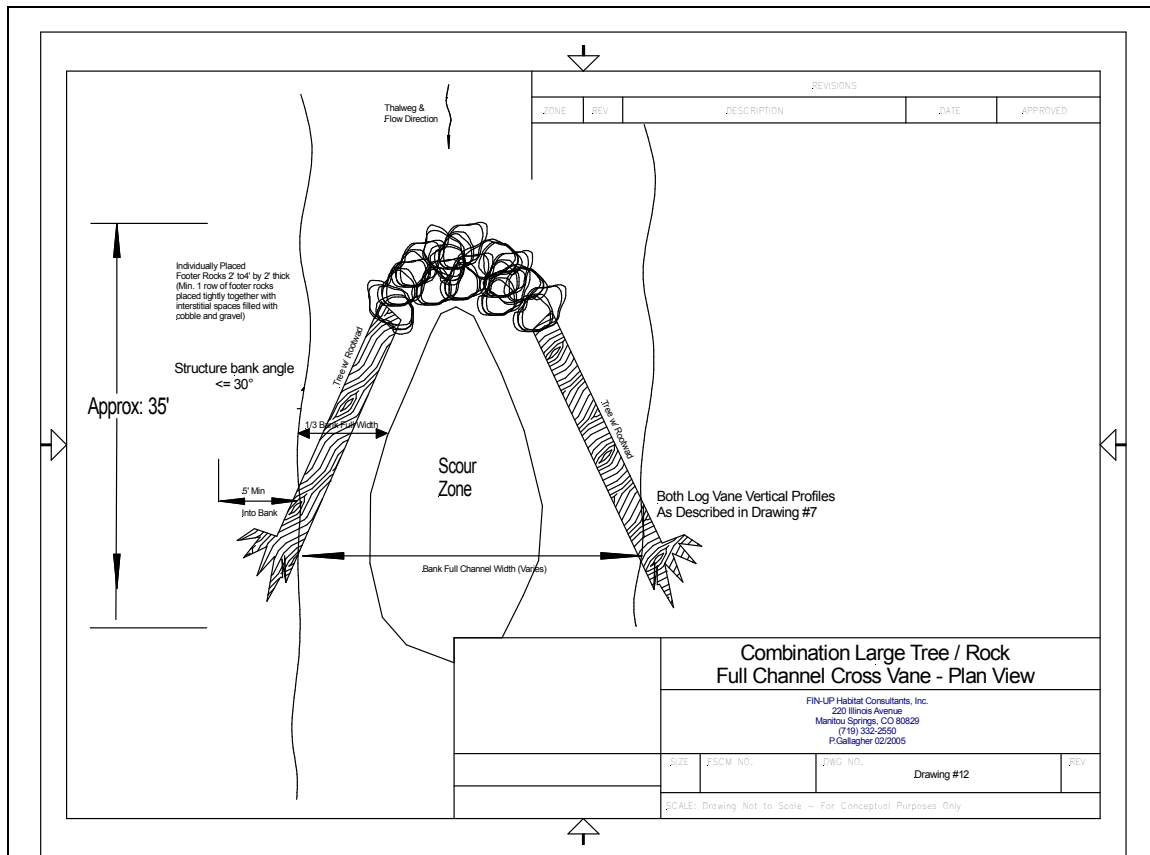 REVISIONS
ZONE REV DESCRIPTION DATE APPROVED
Thalweg &
Flow Direction
Individually Placed
Footer Rocks 2' to4' by 2' thick
(Min. 1 row of footer rocks
placed tightly together with
interstitial spaces filled with
cobble and gravel)
Structure bank angle
<= 30°
Approx: 35'
Tree w/ Rootwad
Tree w/ Rootwad
1/3 Bank Full Width
Scour
Zone
5' Min
Into Bank
Both Log Vane Vertical Profiles
As Described in Drawing #7
Bank Full Channel Width (Varies)
Combination Large Tree / Rock
Full Channel Cross Vane - Plan View
FIN-UP Habitat Consultants, Inc.
220 Illinois Avenue
Manitou Springs, CO 80829
(719) 332-2550
P.Gallagher 02/2005
SIZE FSCM NO. DWG NO. REV
Drawing #12
SCALE: Drawing Not to Scale - For Conceptual Purposes Only